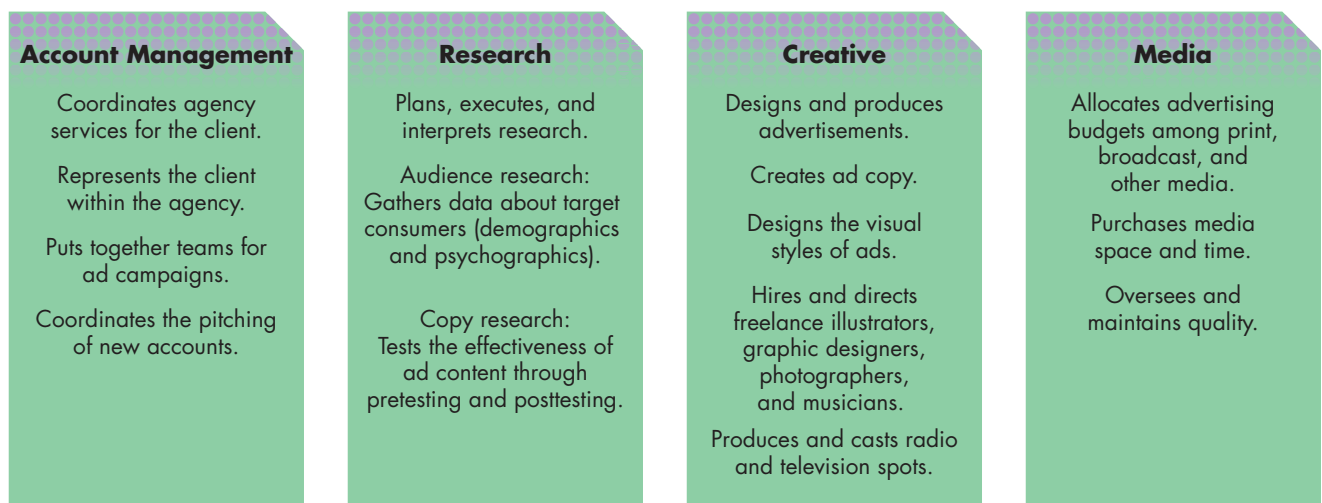 Account Management
Coordinates agency
services for the client.
Represents the client
within the agency.
Puts together teams for
ad campaigns.
Coordinates the pitching
of new accounts.
Research
Plans, executes, and
interprets research.
Audience research:
Gathers data about target
consumers (demographics
and psychographics).
Copy research:
Tests the effectiveness of
ad content through
pretesting and posttesting.
Creative
Designs and produces
advertisements.
Creates ad copy.
Designs the visual
styles of ads.
Hires and directs
freelance illustrators,
graphic designers,
photographers,
and musicians.
Produces and casts radio
and television spots.
Media
Allocates advertising
budgets among print,
broadcast, and
other media.
Purchases media
space and time.
Oversees and
maintains quality.